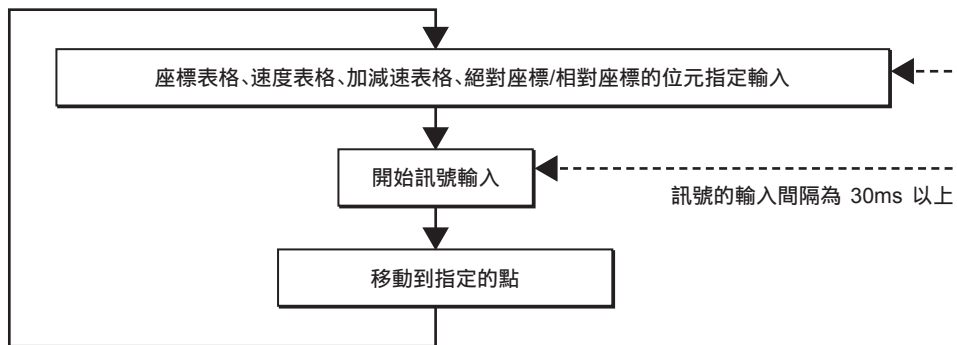 座標表格、速度表格、加減速表格、絕對座標/相對座標的位元指定輸入
開始訊號輸入
訊號的輸入間隔為 30ms 以上
移動到指定的點